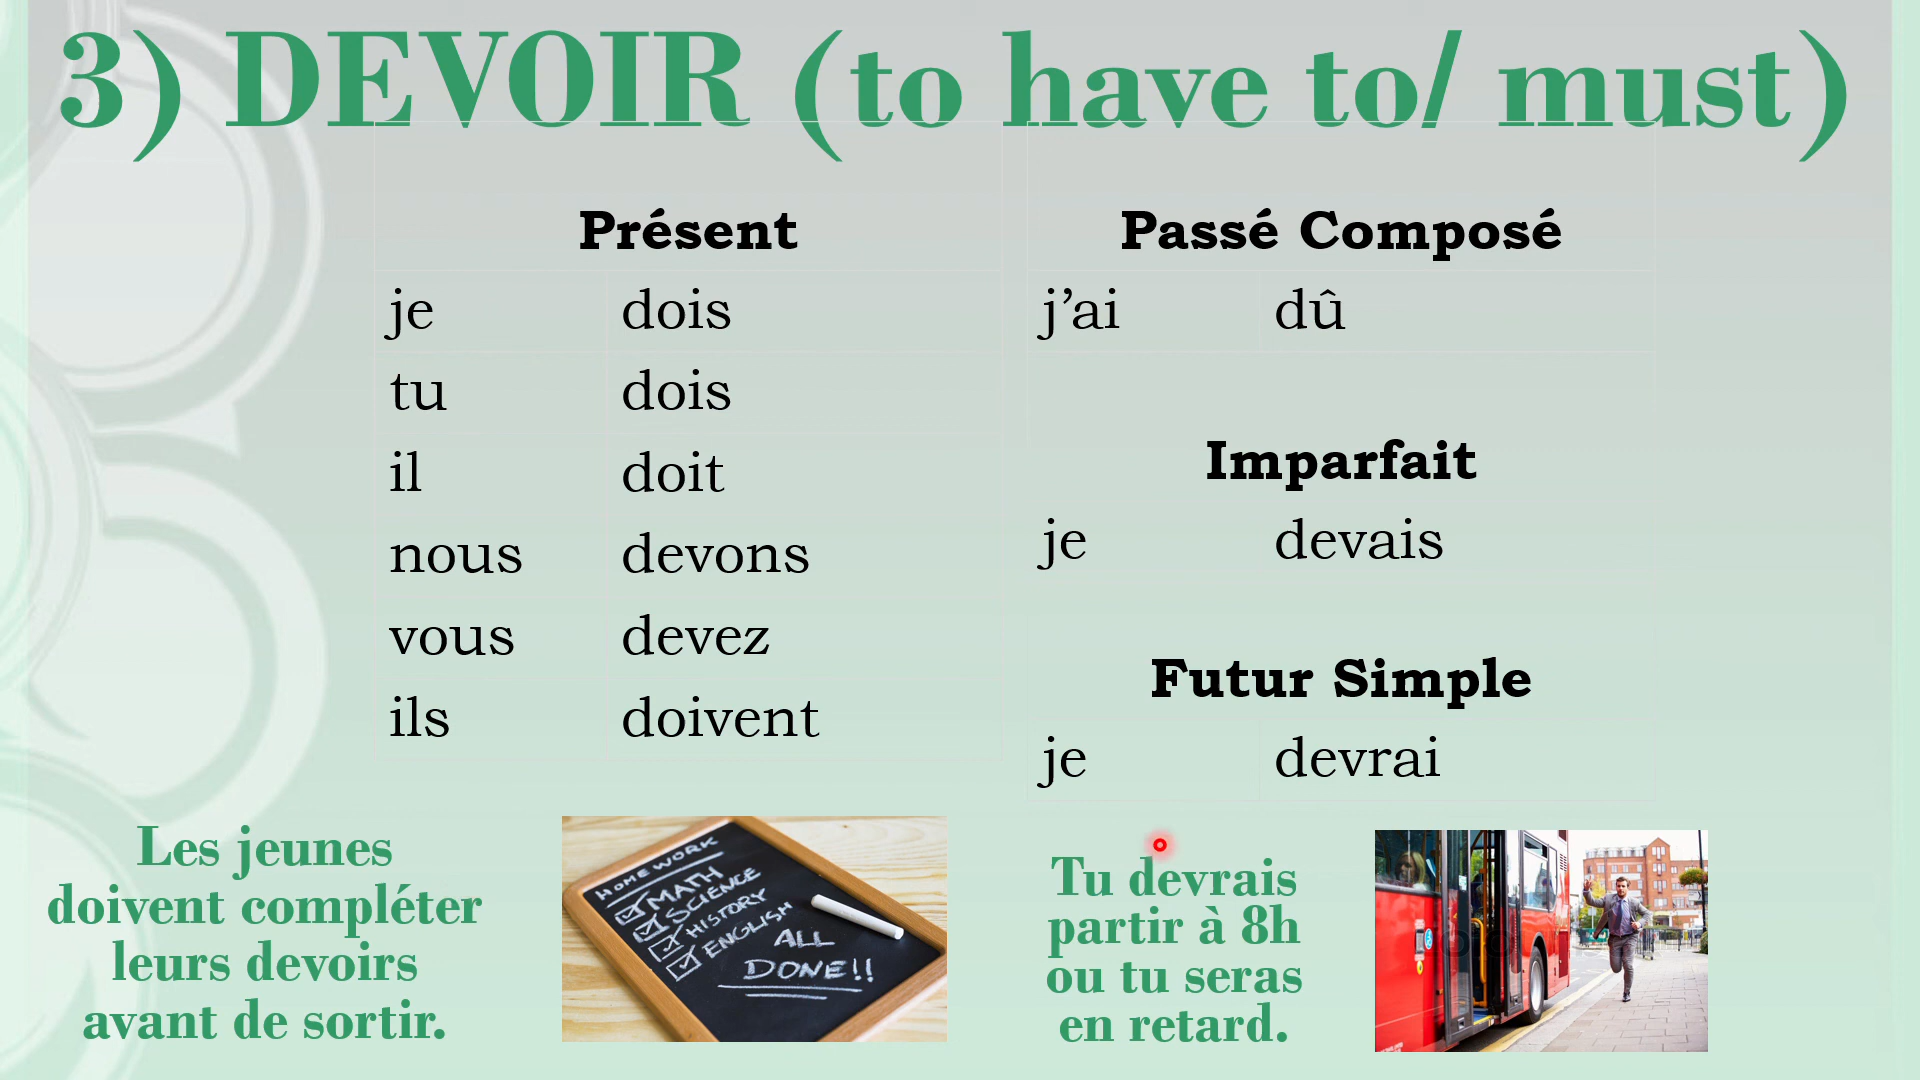 3) DEVOIR (to have to/ must)
Présent
je dois
tu dois
il doit
nous devons
vous devez
ils doivent
Passé Composé
j’ai dû
Imparfait
je devais
Futur Simple
je devrai
Les jeunes
doivent compléter
leurs devoirs
avant de sortir.
HOMEWORK
MATH
SCIENCE
HISTORY
ENGLISH
ALL
DONE!!
Tu devrais
partir à 8h
ou tu seras
en retard.